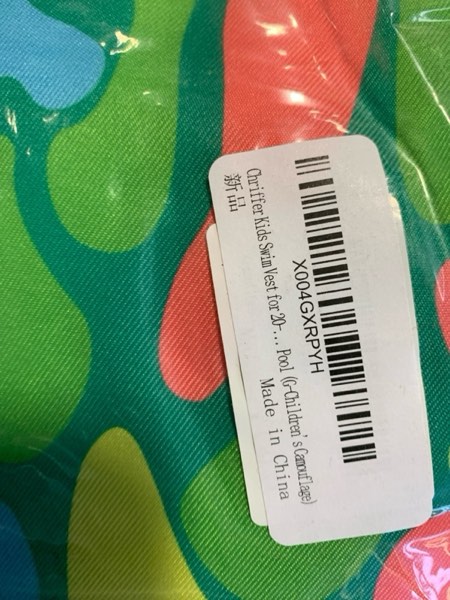 X004GXRPYH
Chriffer Kids Swim Vest for 20-... Pool (G-Children's Camouflage)
新品
Made in China